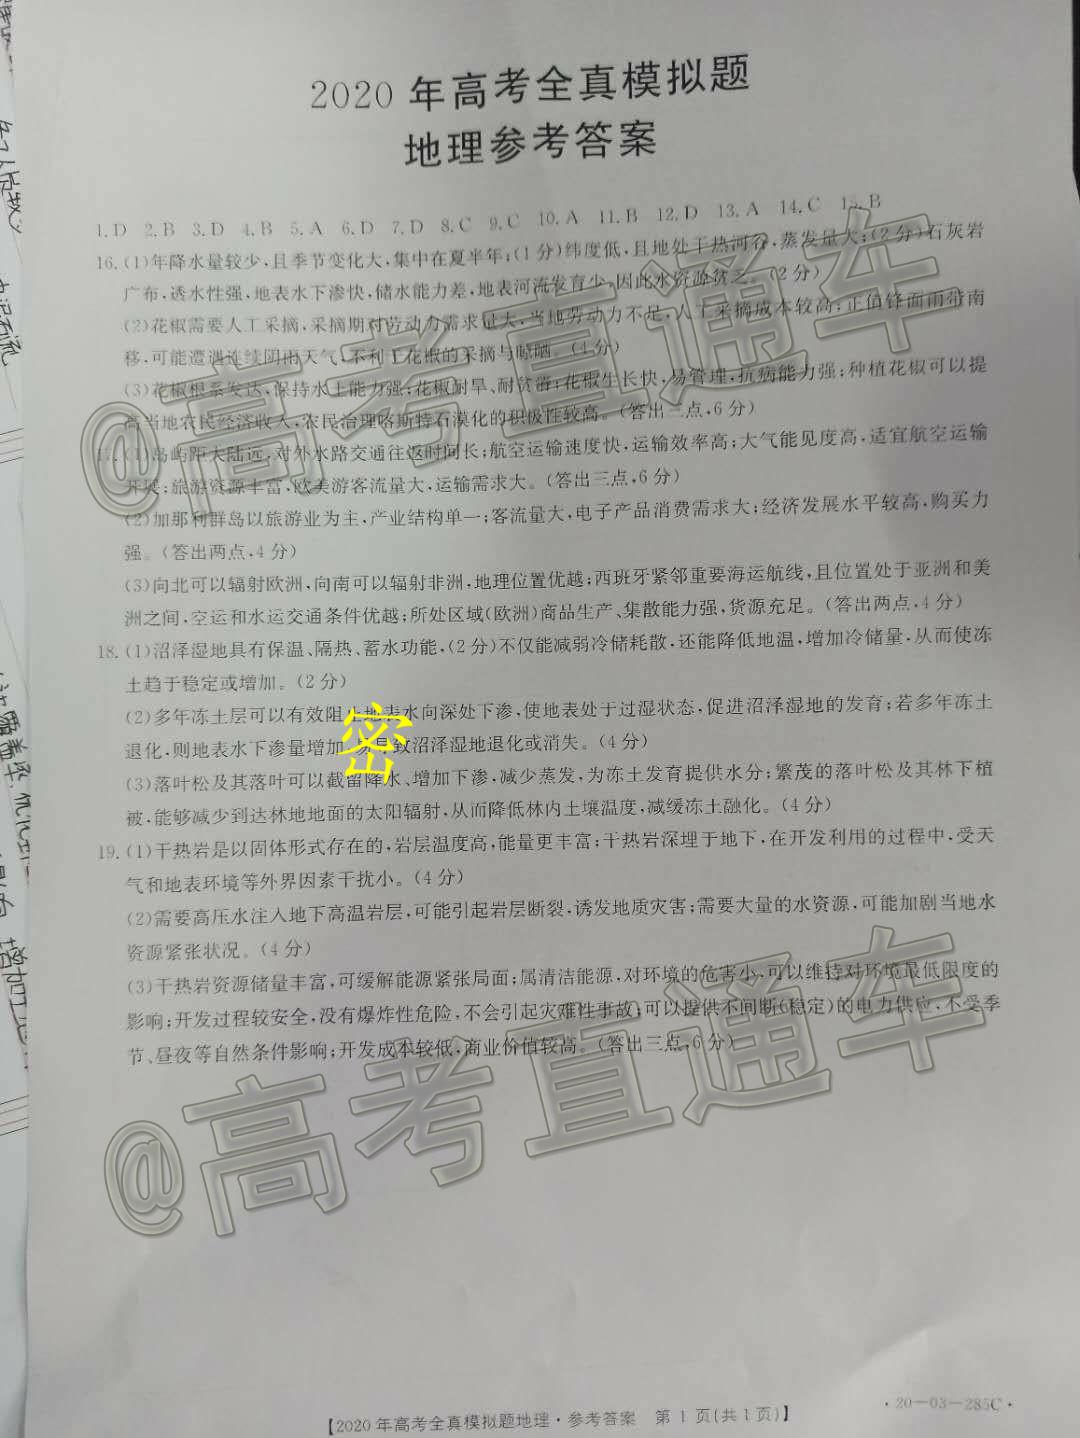 2020 年高考全真模拟题
地理参考答案
1.D 2.B 3.D 4.B 5.A 6.D 7.D 8.C 9.C 10.A 11.B 12.D 13.A 14.C 15.B
16.(1)年降水量较少,且季节变化大,集中在夏半年;(1分)纬度低,且地处干热河谷,蒸发量大;(2分)石灰岩
广布,透水性强,地表水下渗快,储水能力差,地表河流发育少,因此水资源贫乏。(2分)
(2)花椒需要人工采摘,采摘期对劳动力需求量大,当地劳动力不足,人工采摘成本较高;正值锋面雨带南
移,可能遭遇连续阴雨天气,不利于花椒的采摘与晾晒。(4分)
(3)花椒根系发达,保持水土能力强;花椒耐旱、耐贫瘠;花椒生长快,易管理,抗病能力强;种植花椒可以提
高当地农民经济收入,农民治理喀斯特石漠化的积极性较高。(答出三点,6分)
17.(1)岛屿距大陆远,对外水路交通往返时间长;航空运输速度快,运输效率高;大气能见度高,适宜航空运输
开展;旅游资源丰富,欧美游客流量大,运输需求大。(答出三点,6分)
(2)加那利群岛以旅游业为主,产业结构单一;客流量大,电子产品消费需求大;经济发展水平较高,购买力
强。(答出两点,4分)
(3)向北可以辐射欧洲,向南可以辐射非洲,地理位置优越;西班牙紧邻重要海运航线,且位置处于亚洲和美
洲之间,空运和水运交通条件优越;所处区域(欧洲)商品生产、集散能力强,货源充足。(答出两点,4分)
18.(1)沼泽湿地具有保温、隔热、蓄水功能,(2分)不仅能减弱冷储耗散,还能降低地温,增加冷储量,从而使冻
土趋于稳定或增加。(2分)
(2)多年冻土层可以有效阻止地表水向深处下渗,使地表处于过湿状态,促进沼泽湿地的发育;若多年冻土
退化,则地表水下渗量增加,易导致沼泽湿地退化或消失。(4分)
密
(3)落叶松及其落叶可以截留降水、增加下渗,减少蒸发,为冻土发育提供水分;繁茂的落叶松及其林下植
被,能够减少到达林地地面的太阳辐射,从而降低林内土壤温度,减缓冻土融化。(4分)
19.(1)干热岩是以固体形式存在的,岩层温度高,能量更丰富;干热岩深埋于地下,在开发利用的过程中,受天
气和地表环境等外界因素干扰小。(4分)
(2)需要高压水注入地下高温岩层,可能引起岩层断裂,诱发地质灾害;需要大量的水资源,可能加剧当地水
资源紧张状况。(4分)
(3)干热岩资源储量丰富,可缓解能源紧张局面;属清洁能源,对环境的危害小,可以维持对环境最低限度的
影响;开发过程较安全,没有爆炸性危险,不会引起灾难性事故;可以提供不间断(稳定)的电力供应,不受季
节、昼夜等自然条件影响;开发成本较低,商业价值较高。(答出三点,6分)
@高考直通车
@高考直通车
【2020 年高考全真模拟题地理·参考答案 第 1 页(共 1 页)】
·20—03—285C·